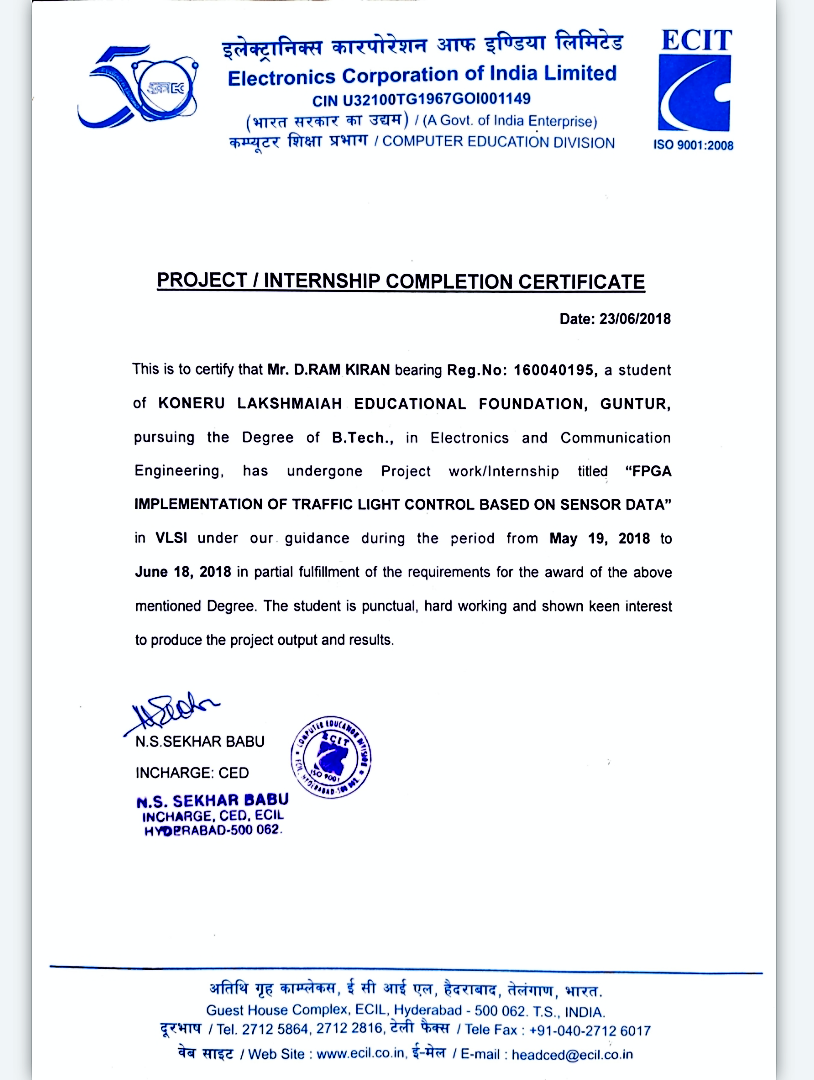 इलेक्ट्रानिक्स कारपोरेशन आफ इण्डिया लिमिटेड
Electronics Corporation of India Limited
CIN U32100TG1967GOI001149
(भारत सरकार का उद्यम) / (A Govt. of India Enterprise)
कम्प्यूटर शिक्षा प्रभाग / COMPUTER EDUCATION DIVISION
50
ECIT
ISO 9001:2008
PROJECT / INTERNSHIP COMPLETION CERTIFICATE
Date: 23/06/2018
This is to certify that Mr. D.RAM KIRAN bearing Reg.No: 160040195, a student
of KONERU LAKSHMAIAH EDUCATIONAL FOUNDATION, GUNTUR,
pursuing the Degree of B.Tech., in Electronics and Communication
Engineering, has undergone Project work/Internship titled “FPGA
IMPLEMENTATION OF TRAFFIC LIGHT CONTROL BASED ON SENSOR DATA”
in VLSI under our guidance during the period from May 19, 2018 to
June 18, 2018 in partial fulfillment of the requirements for the award of the above
mentioned Degree. The student is punctual, hard working and shown keen interest
to produce the project output and results.
N.S.SEKHAR BABU
INCHARGE: CED
N.S. SEKHAR BABU
INCHARGE, CED, ECIL
HYDERABAD-500 062.
COMPUTER EDUCATION DIVISION
ECIT
ISO 9001
ECIL, HYDERABAD-500 062.
अतिथि गृह काम्प्लेकस, ई सी आई एल, हैदराबाद, तेलंगाण, भारत.
Guest House Complex, ECIL, Hyderabad - 500 062. T.S., INDIA.
दूरभाष / Tel. 2712 5864, 2712 2816, टेली फैक्स / Tele Fax : +91-040-2712 6017
वेब साइट / Web Site : www.ecil.co.in, ई-मेल / E-mail : headced@ecil.co.in